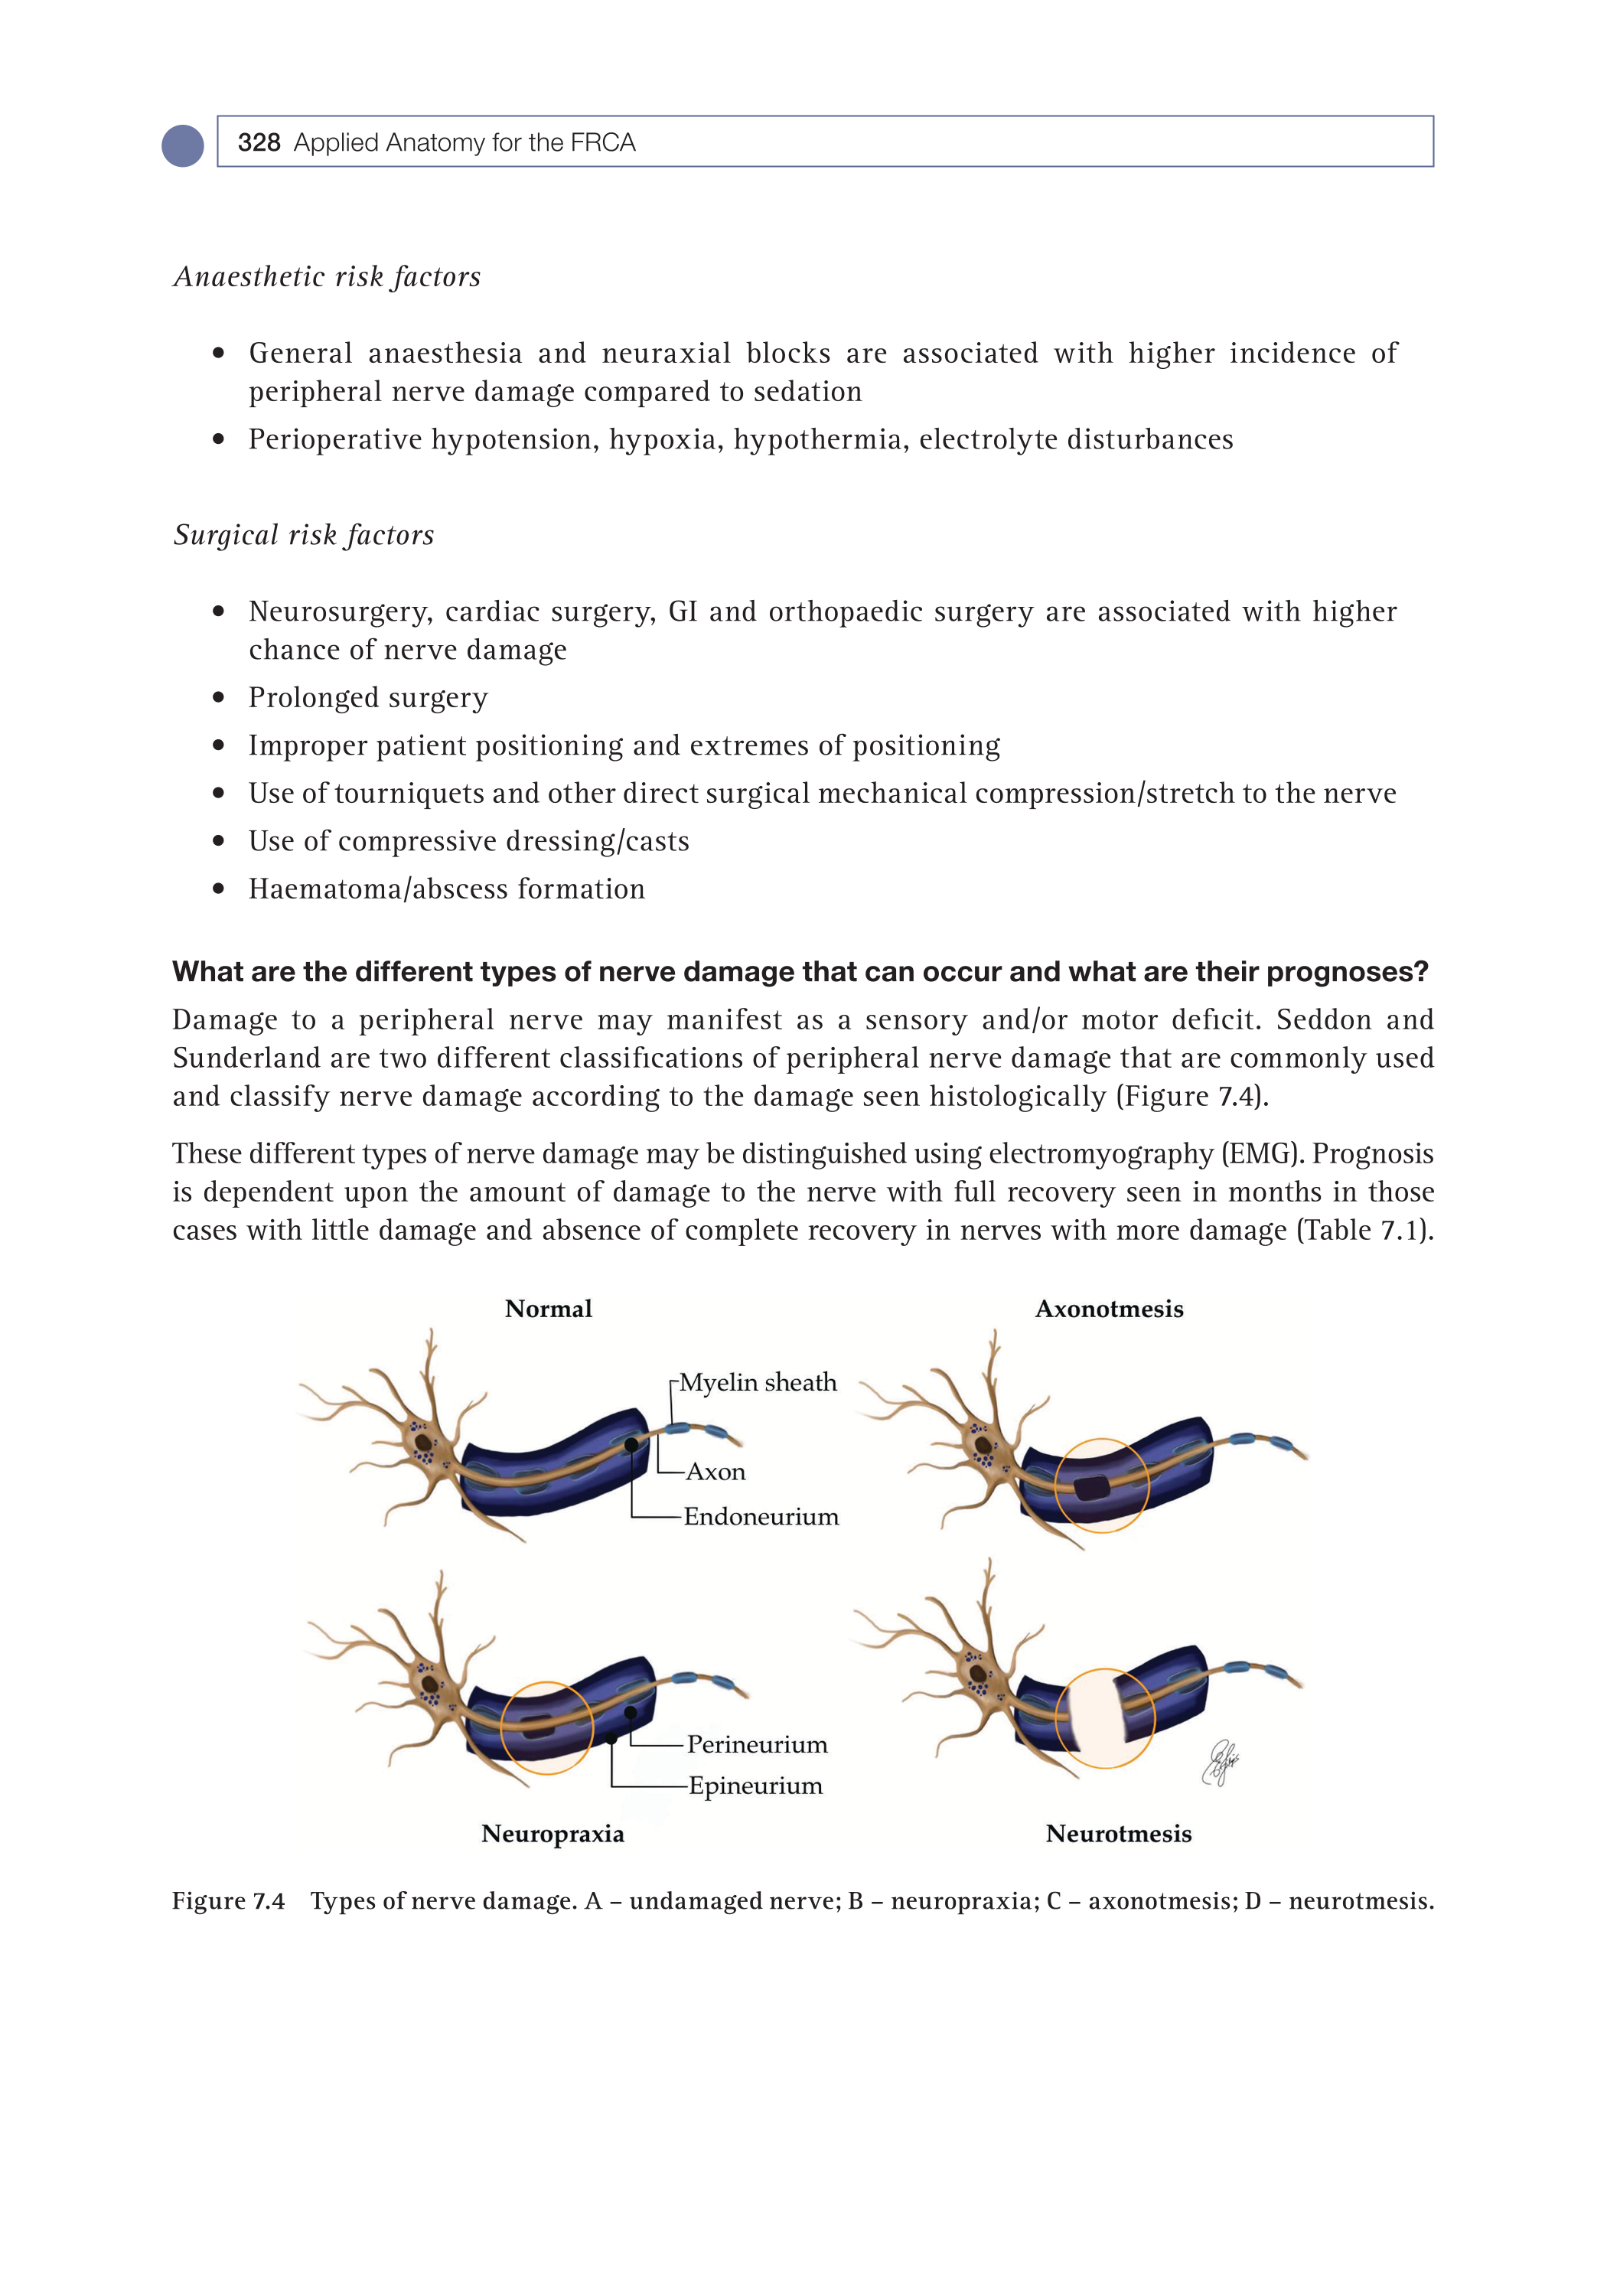 328 Applied Anatomy for the FRCA
Anaesthetic risk factors
• General anaesthesia and neuraxial blocks are associated with higher incidence of
peripheral nerve damage compared to sedation
• Perioperative hypotension, hypoxia, hypothermia, electrolyte disturbances
Surgical risk factors
• Neurosurgery, cardiac surgery, GI and orthopaedic surgery are associated with higher
chance of nerve damage
• Prolonged surgery
• Improper patient positioning and extremes of positioning
• Use of tourniquets and other direct surgical mechanical compression/stretch to the nerve
• Use of compressive dressing/casts
• Haematoma/abscess formation
What are the different types of nerve damage that can occur and what are their prognoses?
Damage to a peripheral nerve may manifest as a sensory and/or motor deficit. Seddon and
Sunderland are two different classifications of peripheral nerve damage that are commonly used
and classify nerve damage according to the damage seen histologically (Figure 7.4).
These different types of nerve damage may be distinguished using electromyography (EMG). Prognosis
is dependent upon the amount of damage to the nerve with full recovery seen in months in those
cases with little damage and absence of complete recovery in nerves with more damage (Table 7.1).
Normal
Axonotmesis
Myelin sheath
Axon
Endoneurium
Perineurium
Epineurium
Neuropraxia
Neurotmesis
Figure 7.4 Types of nerve damage. A – undamaged nerve; B – neuropraxia; C – axonotmesis; D – neurotmesis.